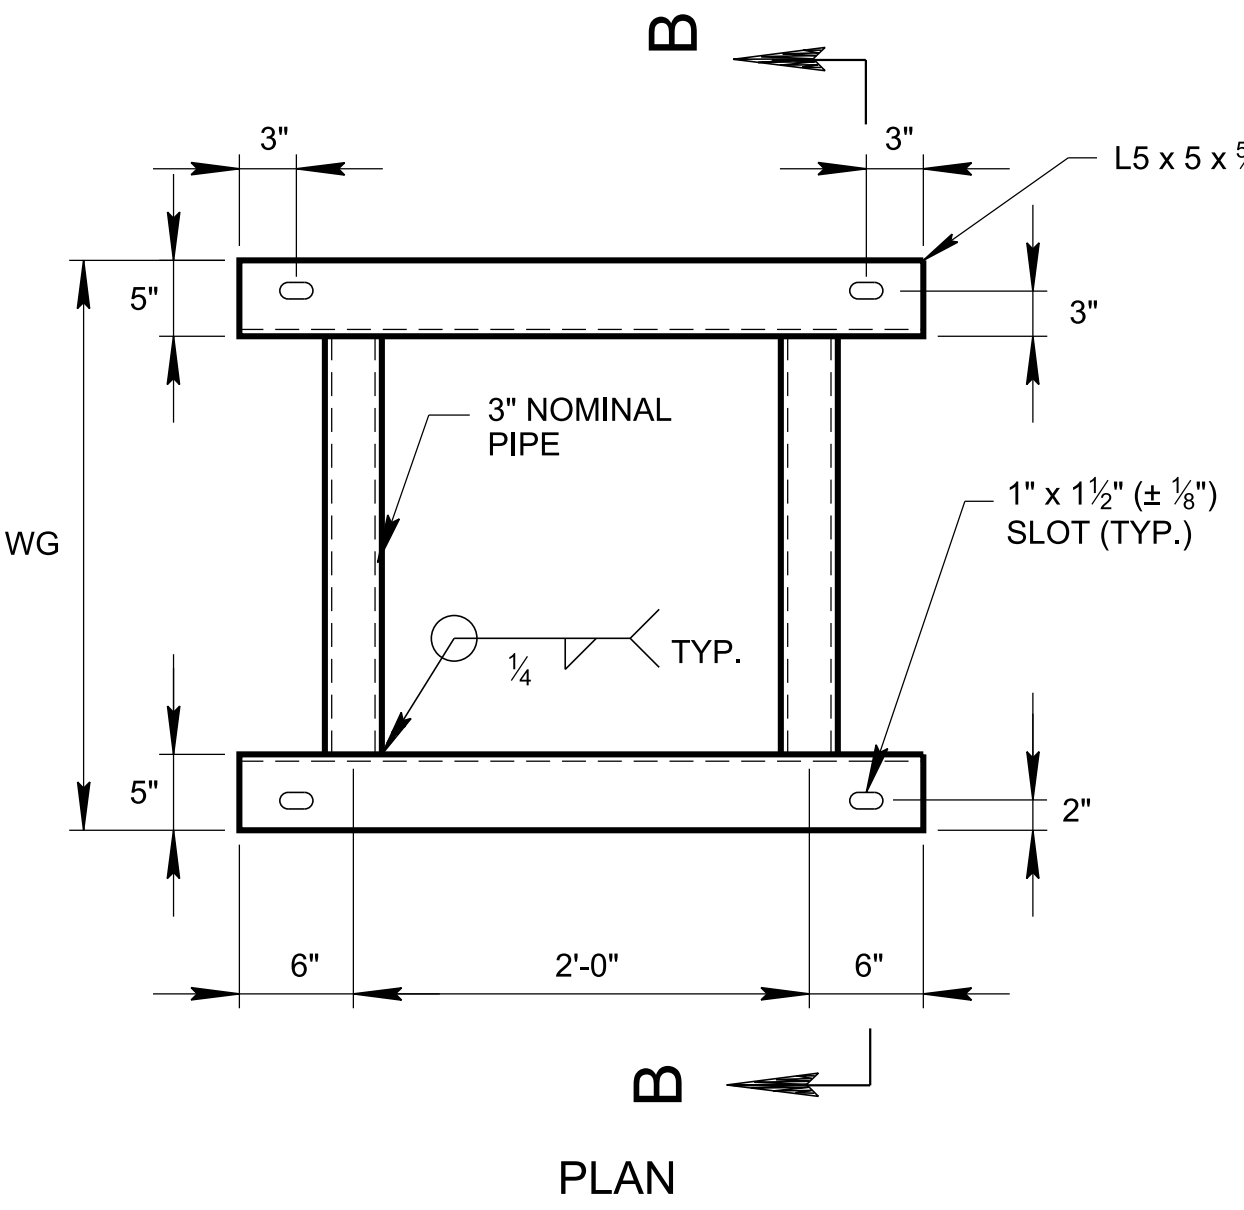 B
3" 3"
L5 x 5 x
5" 3"
3" NOMINAL
PIPE
1" x 1½" (± ⅛")
SLOT (TYP.)
WG
¼ TYP.
5" 2"
6" 2'-0" 6"
B
PLAN